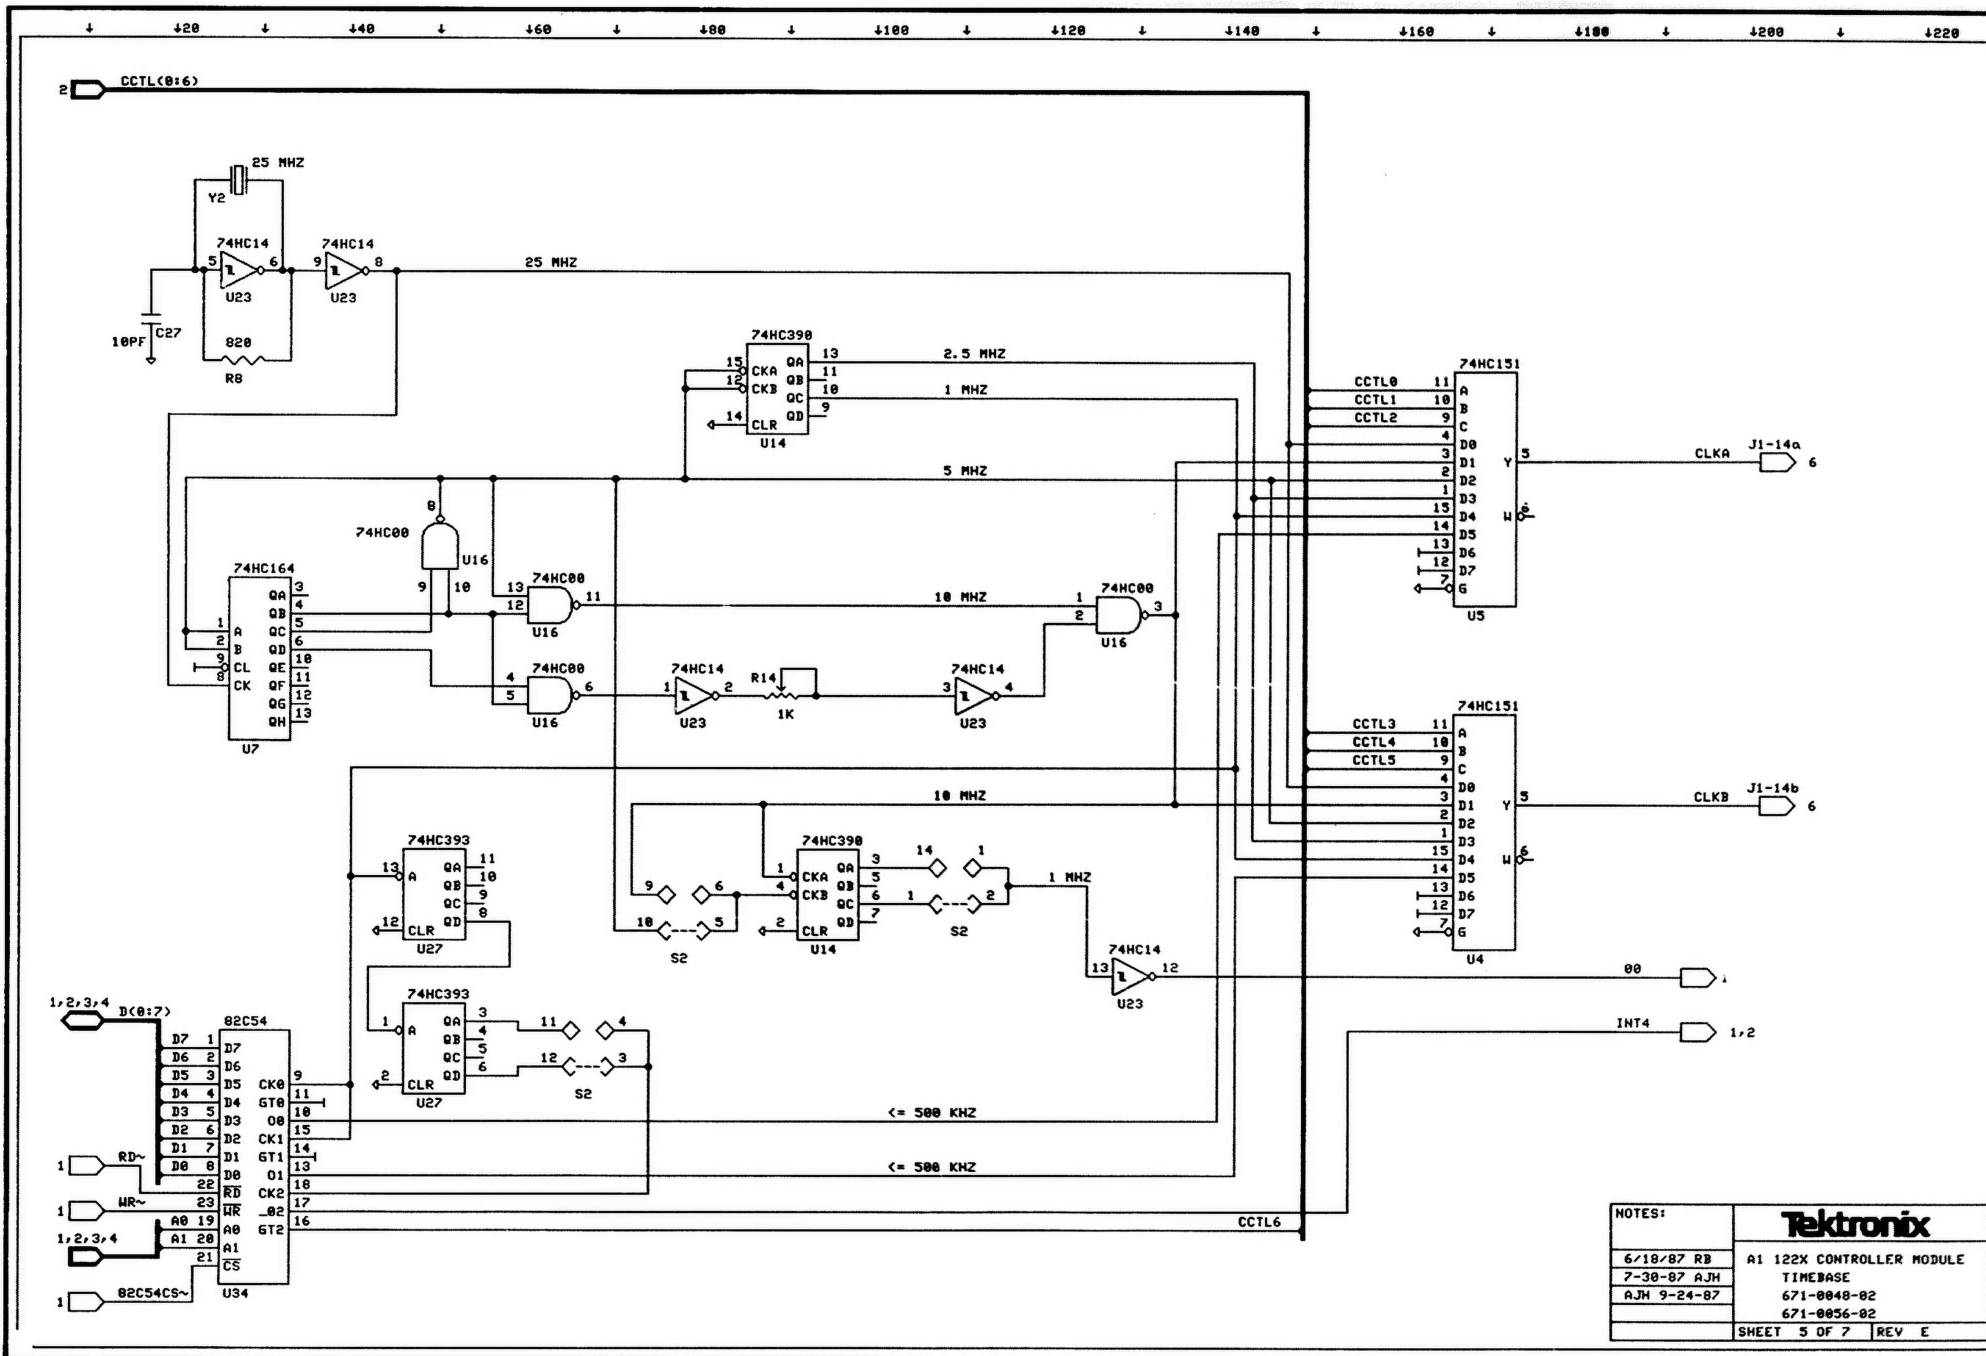 ↓ ↓20 ↓ ↓40 ↓ ↓60 ↓ ↓80 ↓ ↓100 ↓ ↓120 ↓ ↓140 ↓ ↓160 ↓ ↓180 ↓ ↓200 ↓ ↓220
2 CCTL(0:6)
25 MHZ
Y2
74HC14 74HC14
5 6 9 8 25 MHZ
U23 U23
C27
10PF
820
R8
74HC390
15 CKA QA 13 2.5 MHZ
12 CKB QB 11
QC 10 1 MHZ
14 CLR QD 9
U14
74HC151
CCTL0 11 A
CCTL1 10 B
CCTL2 9 C
4 D0
3 D1 Y 5 CLKA J1-14a 6
5 MHZ 2 D2
1 D3
15 D4 W 6
14 D5
13 D6
12 D7
7 G
U5
8
74HC00
U16
9 10
74HC164
QA 3
QB 4
1 A QC 5
2 B QD 6
9 CL QE 10
8 CK QF 11
QG 12
QH 13
U7
74HC00
13 11 10 MHZ
12
U16
74HC00
1 3
2
U16
74HC00
4 6
5
U16
74HC14
1 2
U23
R14
1K
74HC14
3 4
U23
74HC151
CCTL3 11 A
CCTL4 10 B
CCTL5 9 C
4 D0
10 MHZ 3 D1 Y 5 CLKB J1-14b 6
2 D2
1 D3
15 D4 W 6
14 D5
13 D6
12 D7
7 G
U4
74HC393
13 A QA 11
QB 10
QC 9
12 CLR QD 8
U27
9 6
10 5
S2
74HC390
1 CKA QA 3 14 1
4 CKB QB 5
QC 6 1 2 1 MHZ
2 CLR QD 7
U14 S2
74HC14
13 12 00
U23
INT4 1,2
74HC393
1 A QA 3 11 4
QB 4
QC 5
2 CLR QD 6 12 3
U27 S2
1,2,3,4 D(0:7)
82C54
D7 1 D7
D6 2 D6
D5 3 D5 CK0 9
D4 4 D4 GT0 11
D3 5 D3 O0 10 <= 500 KHZ
D2 6 D2 CK1 15
D1 7 D1 GT1 14
D0 8 D0 O1 13 <= 500 KHZ
1 RD~ 22 RD CK2 18
1 WR~ 23 WR _02 17
A0 19 A0 GT2 16 CCTL6
1,2,3,4 A1 20 A1
21 CS
1 82C54CS~
U34
NOTES:
Tektronix
6/18/87 RB
7-30-87 AJH
AJH 9-24-87
A1 122X CONTROLLER MODULE
TIMEBASE
671-0048-02
671-0056-02
SHEET 5 OF 7 REV E